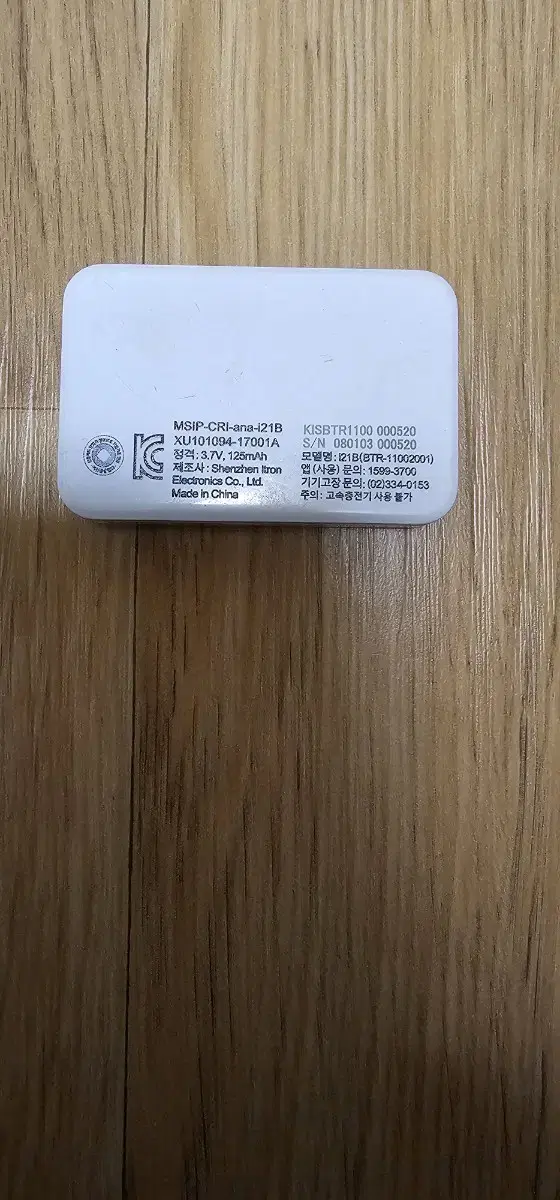 MSIP-CRI-ana-i21B
XU101094-17001A
정격 : 3.7V, 125mAh
제조사 : Shenzhen Itron
Electronics Co., Ltd.
Made in China
KISBTR1100 000520
S/N 080103 000520
모델명 : i21B(BTR-11002001)
앱 (사용) 문의 : 1599-3700
기기고장 문의 : (02)334-0153
주의 : 고속충전기 사용 불가